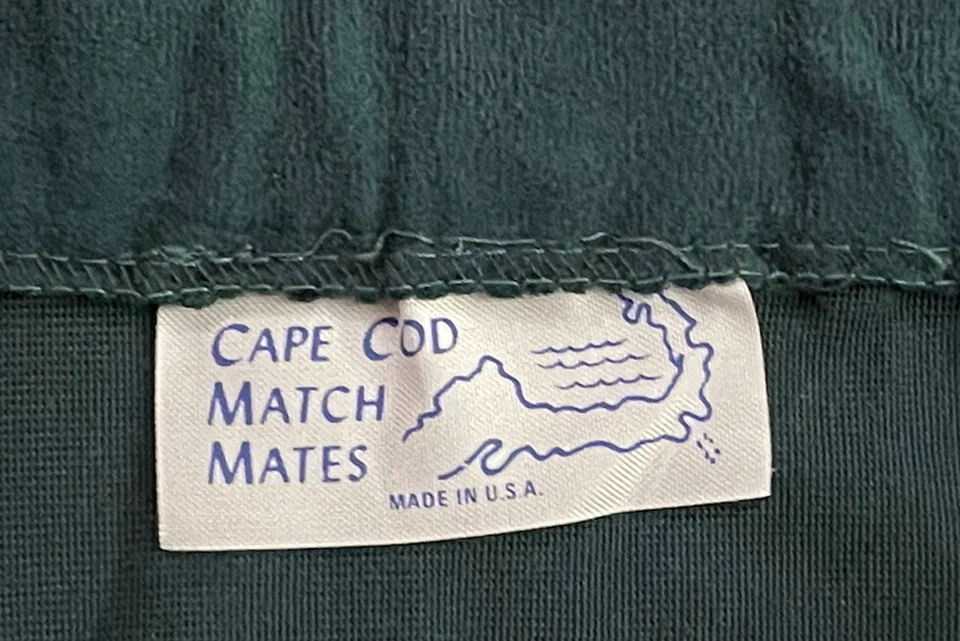 CAPE COD
MATCH
MATES
MADE IN U.S.A.